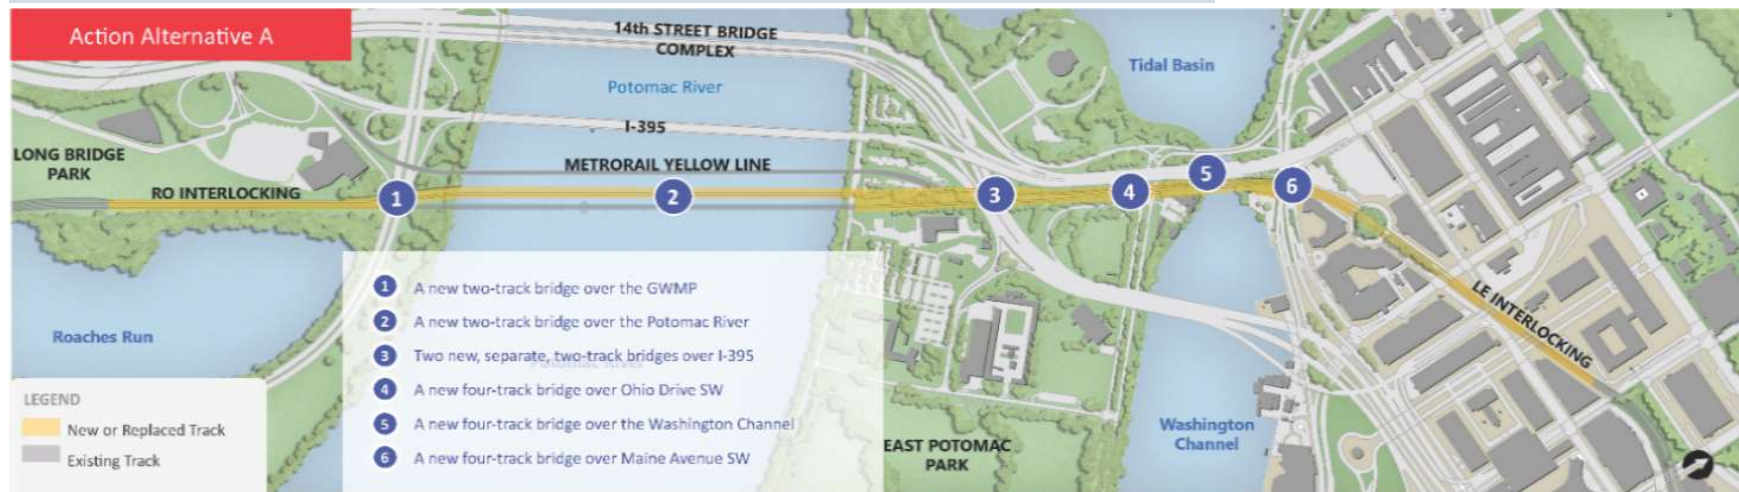 Action Alternative A
14th STREET BRIDGE
COMPLEX
Tidal Basin
Potomac River
I-395
LONG BRIDGE
PARK
METRORAIL YELLOW LINE
RO INTERLOCKING
1
2
3
4
5
6
LE INTERLOCKING
Roaches Run
1 A new two-track bridge over the GWMP
2 A new two-track bridge over the Potomac River
3 Two new, separate, two-track bridges over I-395
Potomac River
4 A new four-track bridge over Ohio Drive SW
5 A new four-track bridge over the Washington Channel
6 A new four-track bridge over Maine Avenue SW
LEGEND
New or Replaced Track
Existing Track
EAST POTOMAC
PARK
Washington
Channel